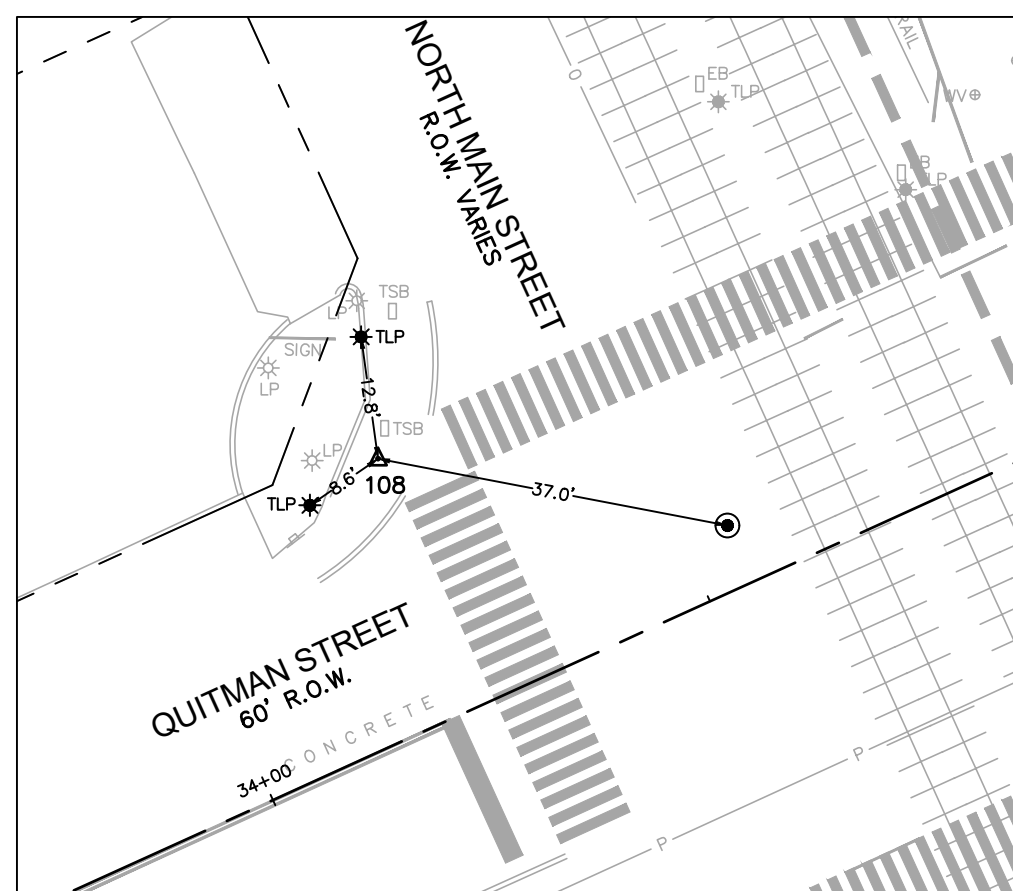 NORTH MAIN STREET
R.O.W. VARIES
RAIL
EB
TLP
WV
EB
TLP
O
TSB
LP
TLP
SIGN
LP
12.8'
TSB
LP
108
8.6'
TLP
37.0'
QUITMAN STREET
60' R.O.W.
CONCRETE
34+00
P
P